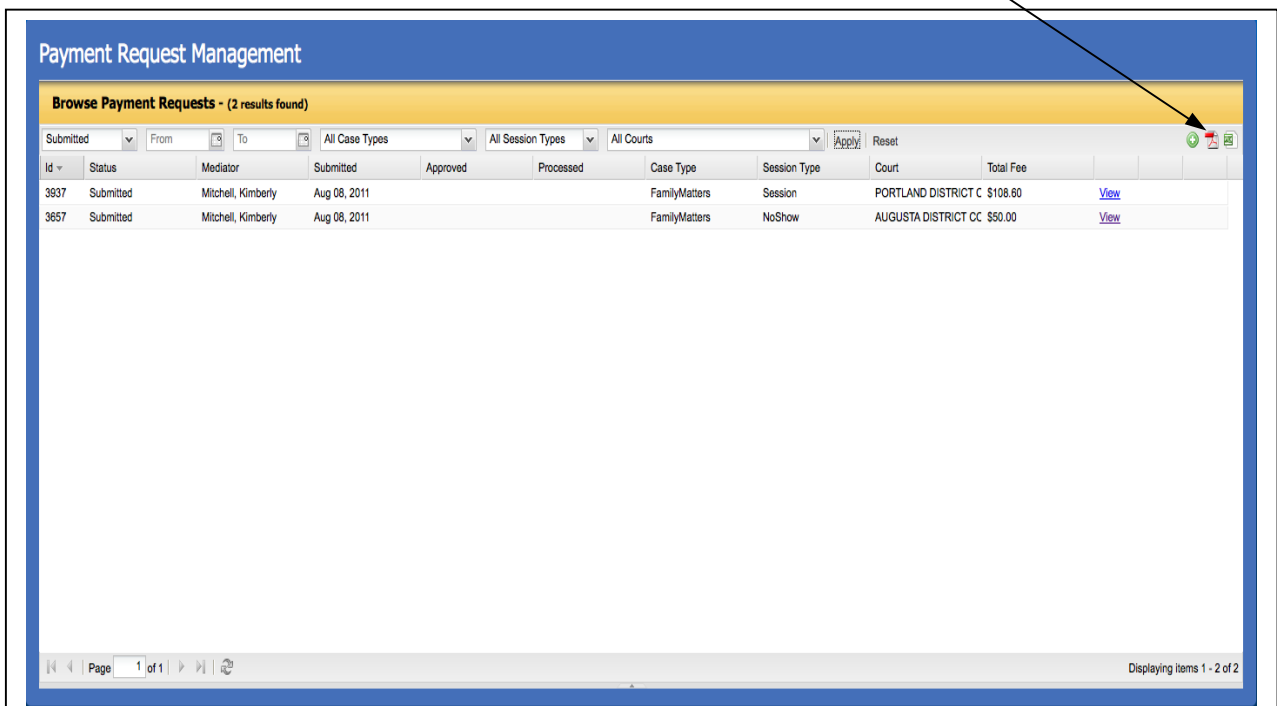 Payment Request Management
Browse Payment Requests - (2 results found)
Submitted From To All Case Types All Session Types All Courts Apply Reset
Id Status Mediator Submitted Approved Processed Case Type Session Type Court Total Fee
3937 Submitted Mitchell, Kimberly Aug 08, 2011 FamilyMatters Session PORTLAND DISTRICT C $108.60 View
3657 Submitted Mitchell, Kimberly Aug 08, 2011 FamilyMatters NoShow AUGUSTA DISTRICT CC $50.00 View
Page 1 of 1 Displaying items 1 - 2 of 2